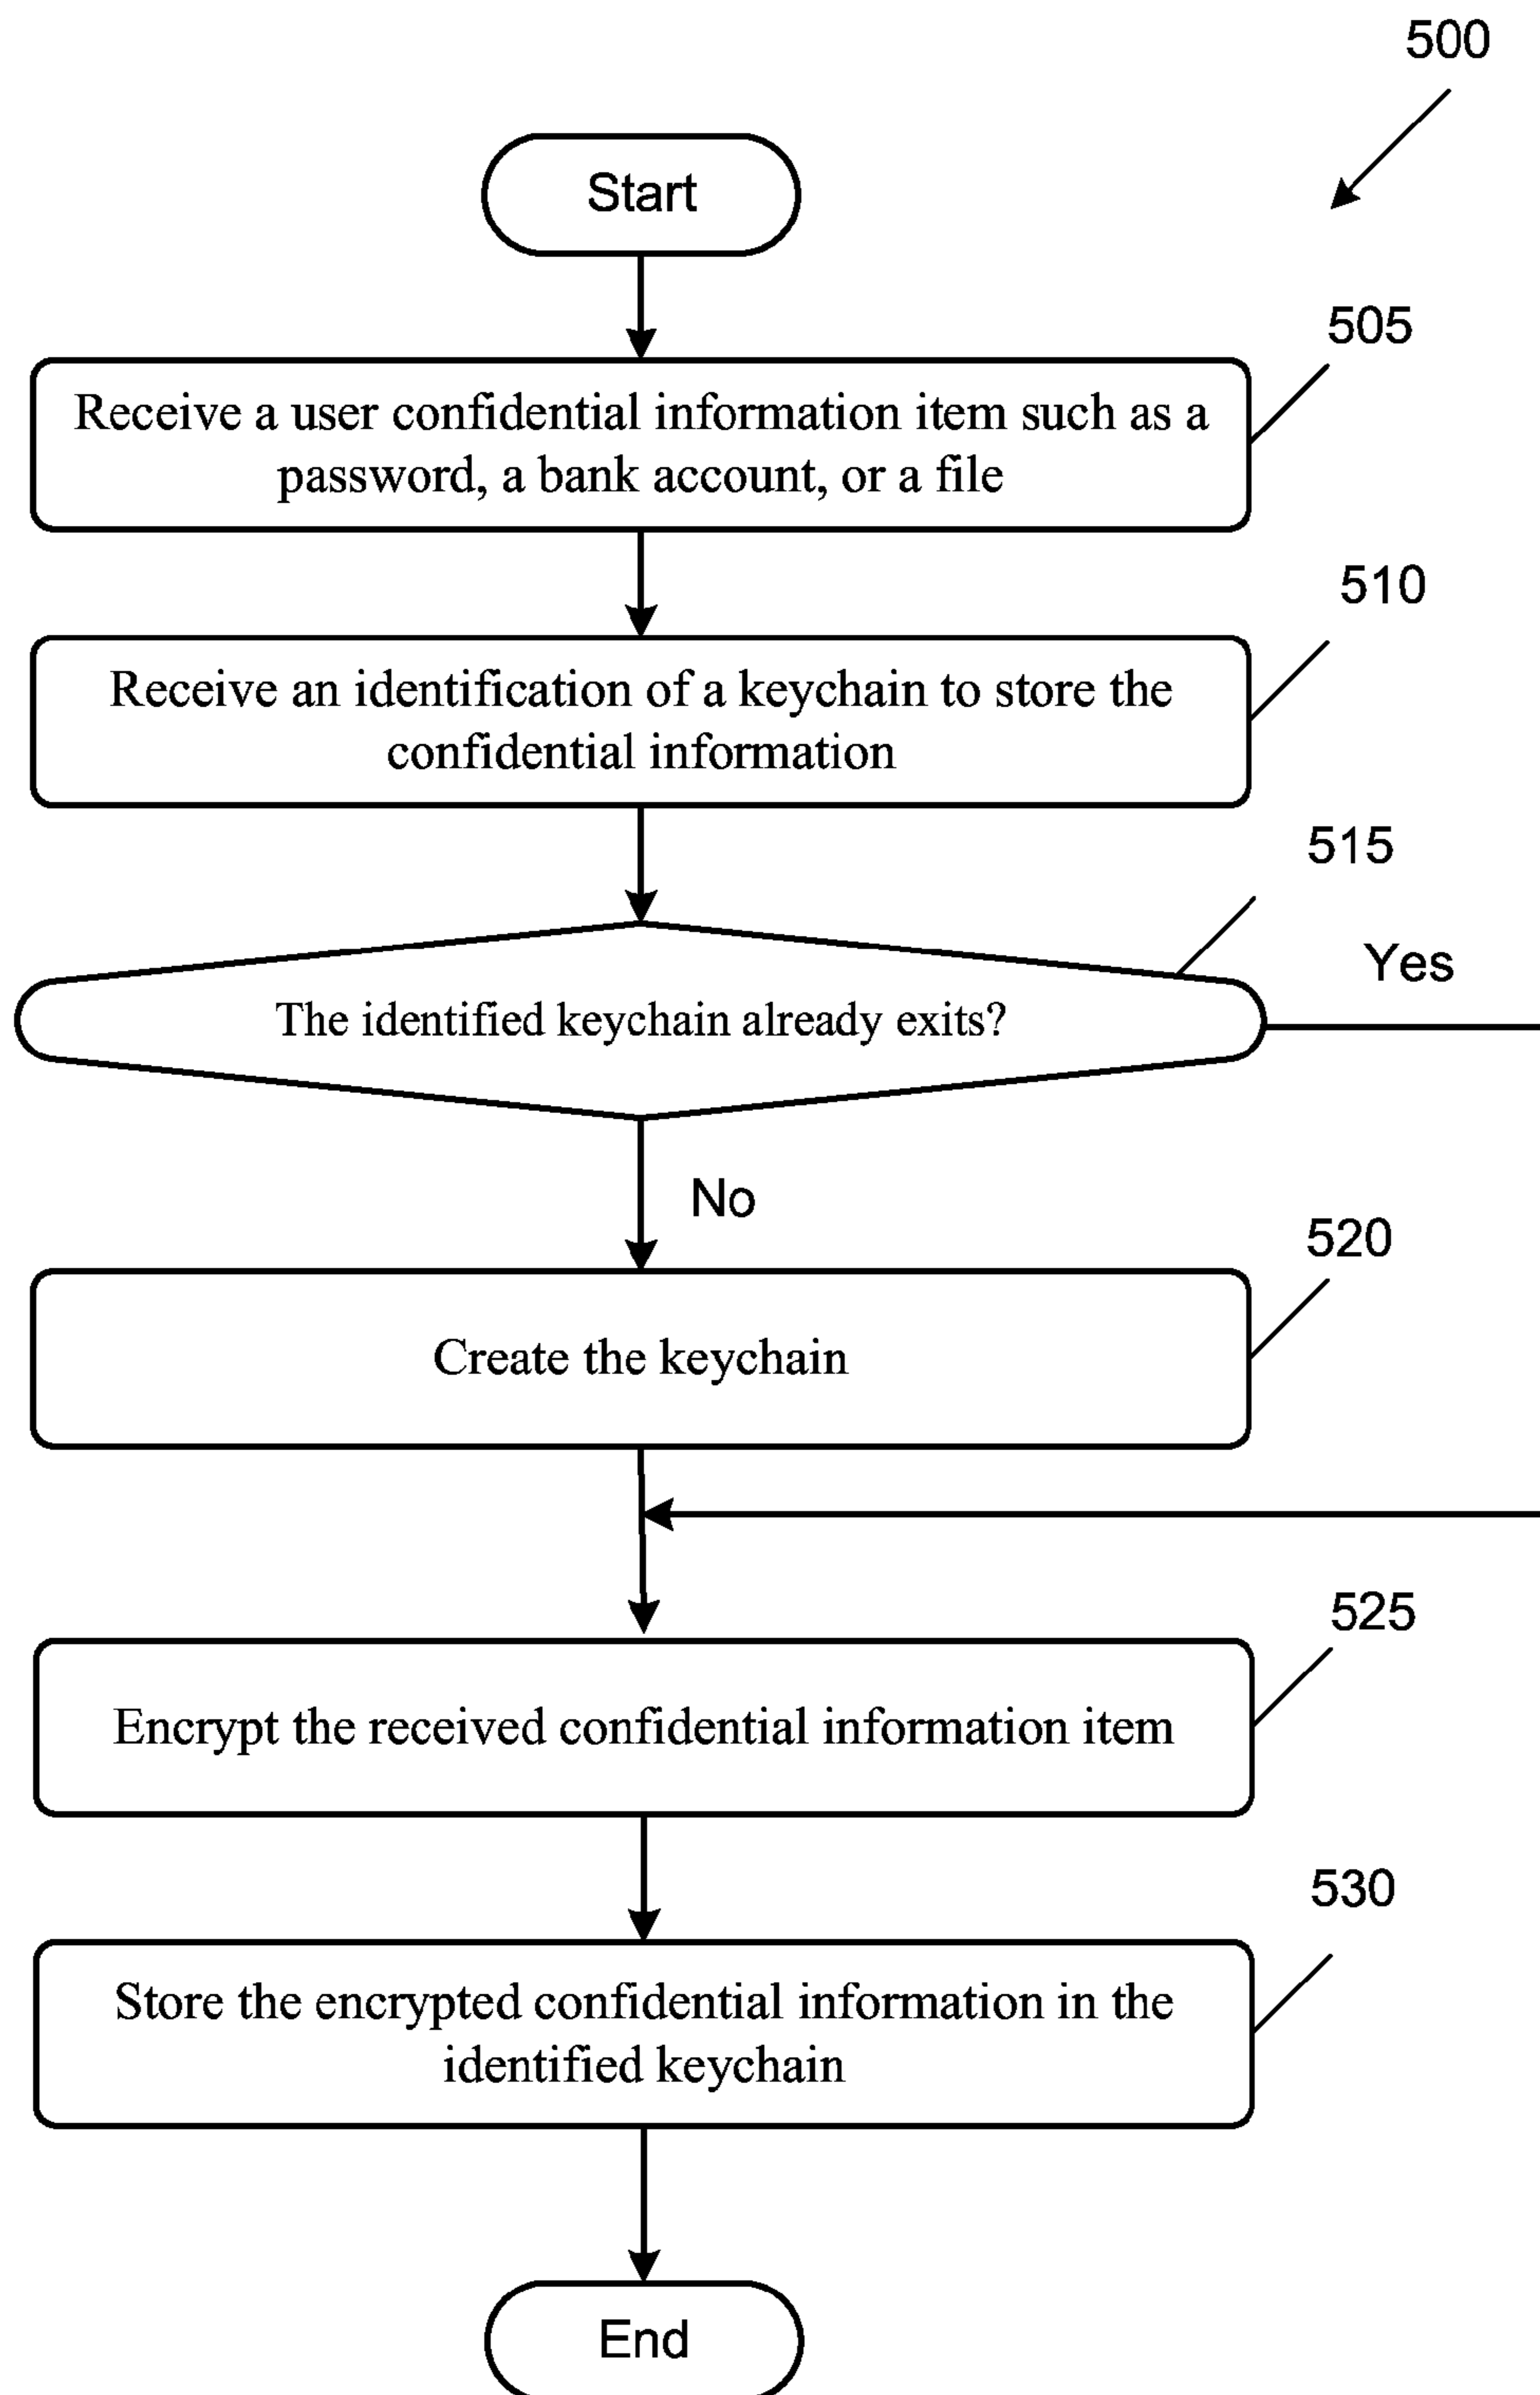 500
Start
505
Receive a user confidential information item such as a
password, a bank account, or a file
510
Receive an identification of a keychain to store the
confidential information
515
Yes
The identified keychain already exits?
No
520
Create the keychain
525
Encrypt the received confidential information item
530
Store the encrypted confidential information in the
identified keychain
End